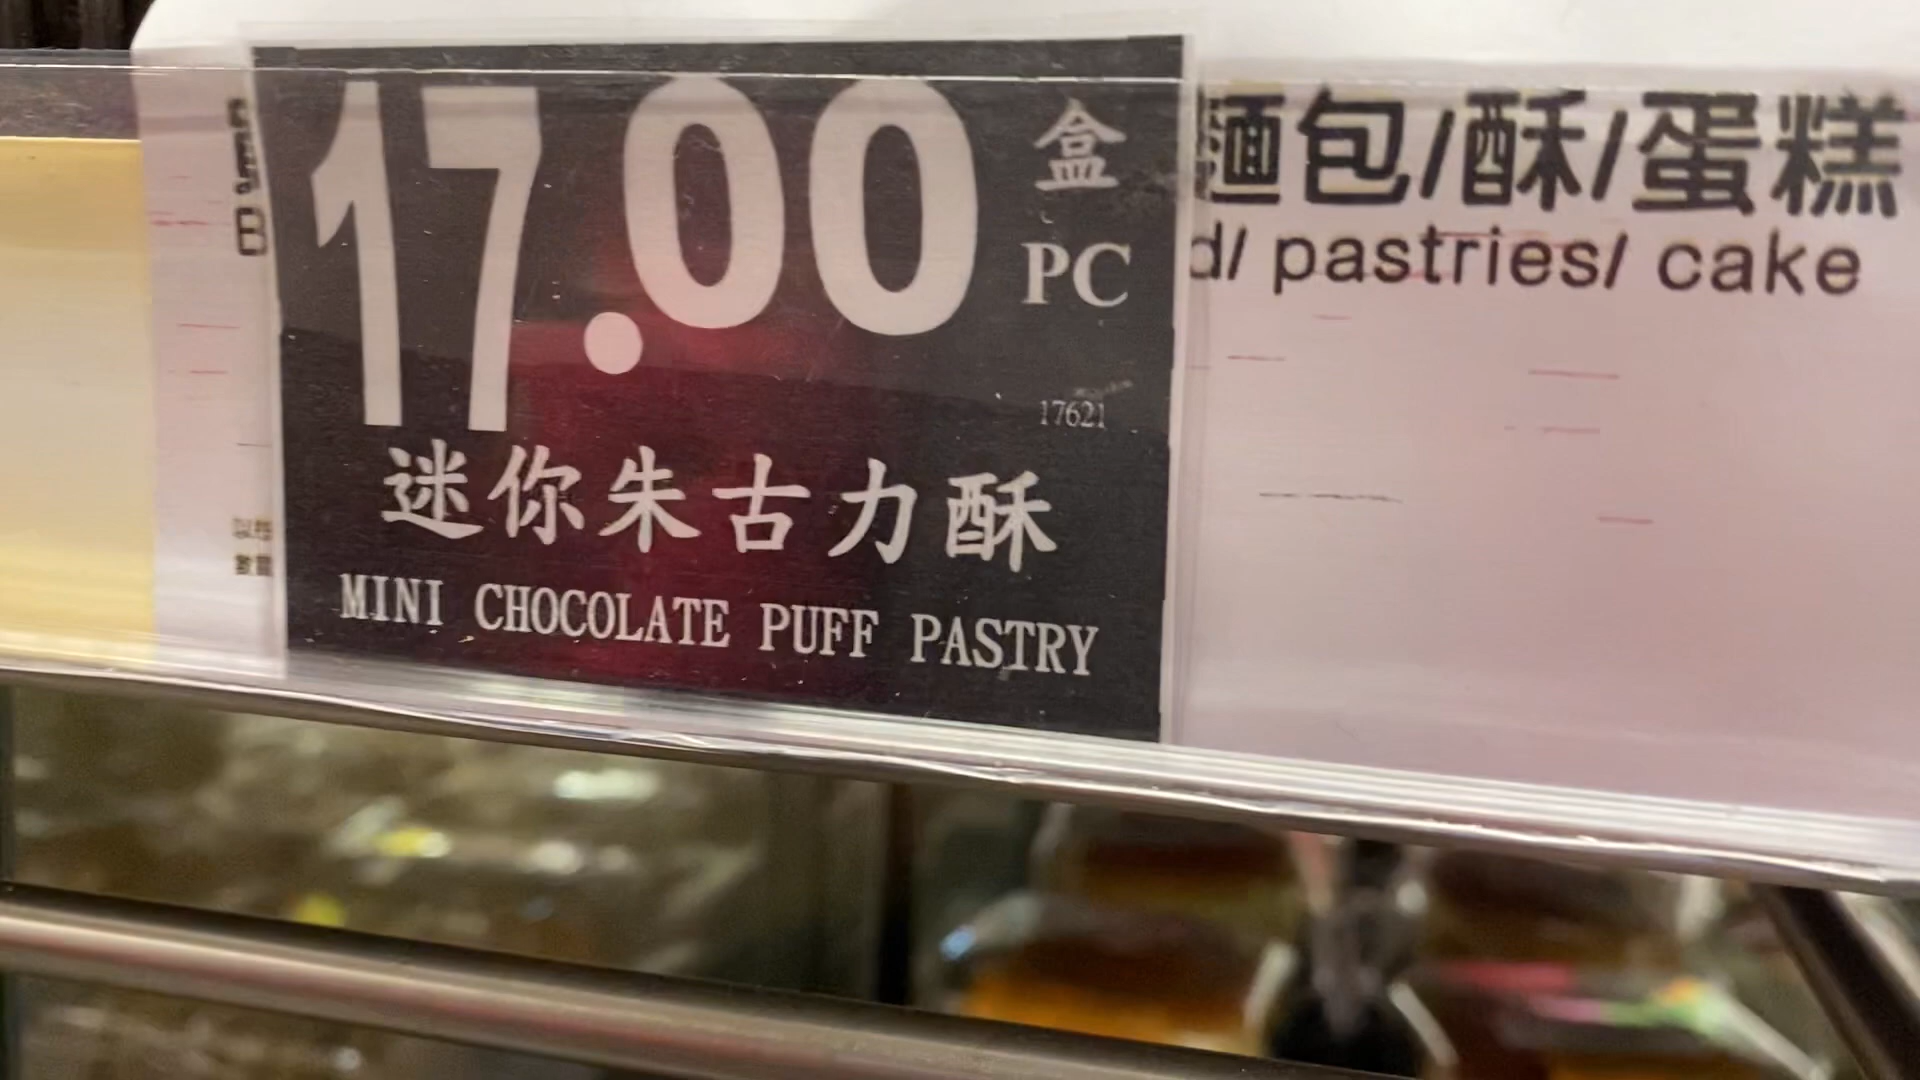 17.00
盒
PC
17621
迷你朱古力酥
MINI CHOCOLATE PUFF PASTRY
麵包/酥/蛋糕
d/ pastries/ cake
日